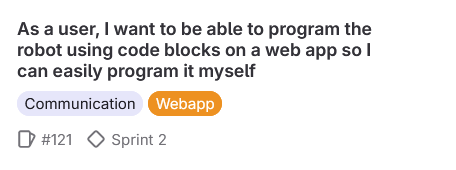 As a user, I want to be able to program the
robot using code blocks on a web app so I
can easily program it myself
Communication Webapp
#121 Sprint 2